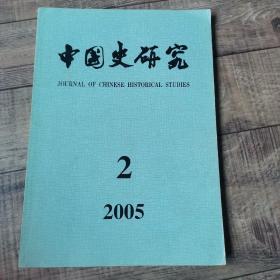 中国史研究
JOURNAL OF CHINESE HISTORICAL STUDIES
2
2005